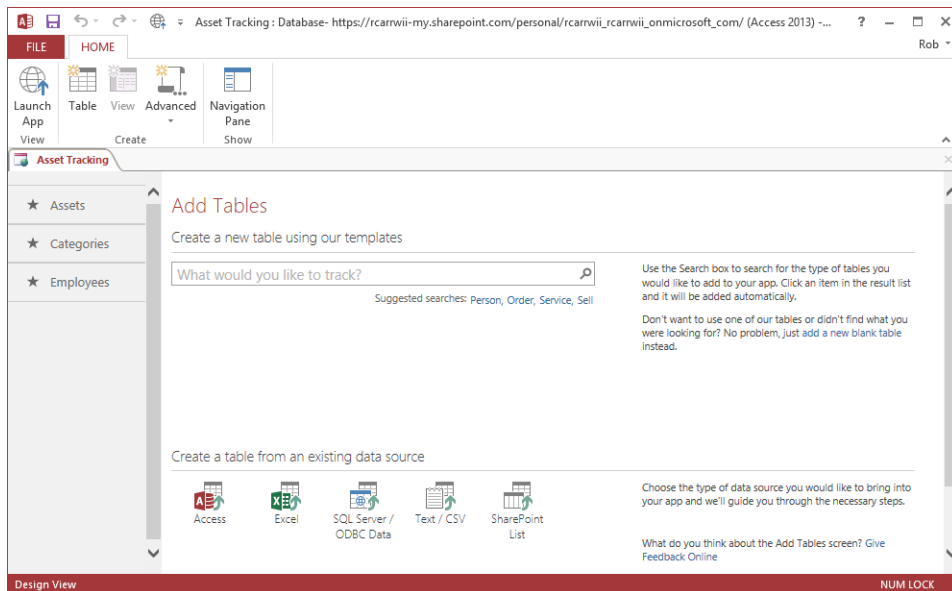 Asset Tracking : Database- https://rcarrwii-my.sharepoint.com/personal/rcarrwii_rcarrwii_onmicrosoft_com/ (Access 2013) -...
?
FILE
HOME
Rob
Launch App
Table
View
Advanced
Navigation Pane
View
Create
Show
Asset Tracking
Assets
Categories
Employees
Add Tables
Create a new table using our templates
What would you like to track?
Suggested searches: Person, Order, Service, Sell
Use the Search box to search for the type of tables you
would like to add to your app. Click an item in the result list
and it will be added automatically.
Don't want to use one of our tables or didn't find what you
were looking for? No problem, just add a new blank table
instead.
Create a table from an existing data source
Access
Excel
SQL Server /
ODBC Data
Text / CSV
SharePoint
List
Choose the type of data source you would like to bring into
your app and we'll guide you through the necessary steps.
What do you think about the Add Tables screen? Give
Feedback Online
Design View
NUM LOCK